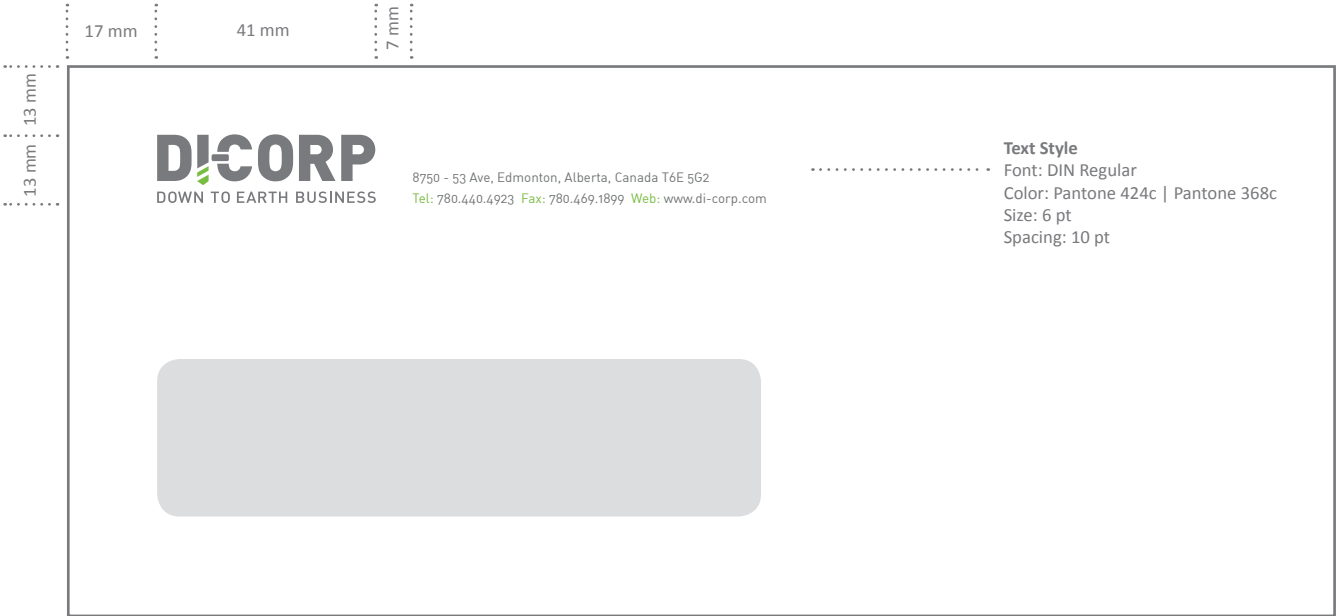 17 mm
41 mm
7 mm
13 mm
13 mm
DI-CORP
DOWN TO EARTH BUSINESS
8750 - 53 Ave, Edmonton, Alberta, Canada T6E 5G2
Tel: 780.440.4923 Fax: 780.469.1899 Web: www.di-corp.com
Text Style
Font: DIN Regular
Color: Pantone 424c | Pantone 368c
Size: 6 pt
Spacing: 10 pt